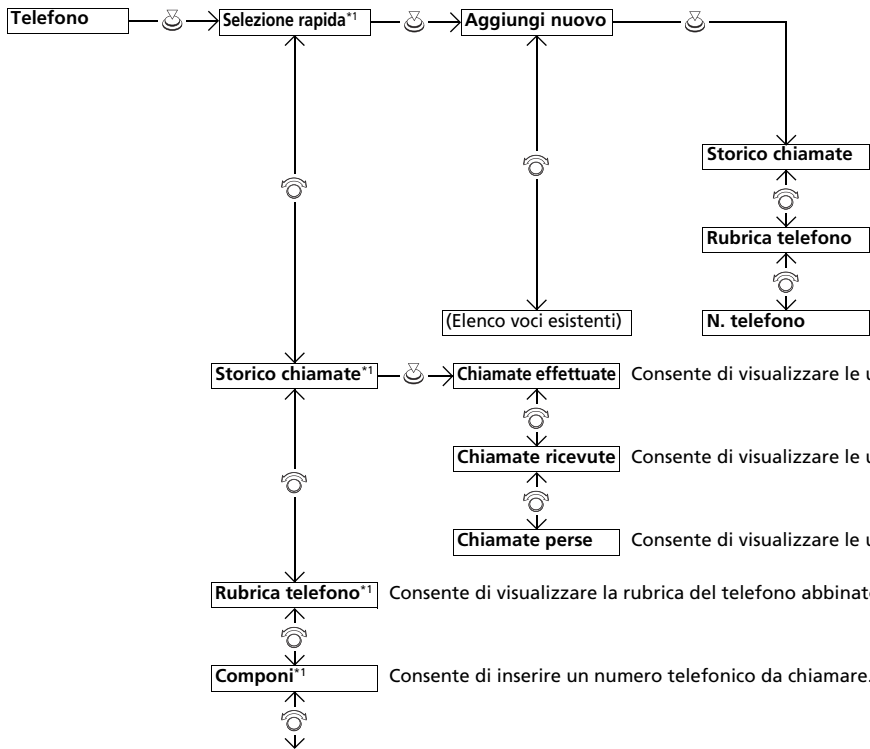 Telefono
Selezione rapida*1
Aggiungi nuovo
Storico chiamate
Rubrica telefono
(Elenco voci esistenti)
N. telefono
Storico chiamate*1
Chiamate effettuate
Consente di visualizzare le
Chiamate ricevute
Consente di visualizzare le
Chiamate perse
Consente di visualizzare le
Rubrica telefono*1
Consente di visualizzare la rubrica del telefono
Componi*1
Consente di inserire un numero telefonico da chiamare.